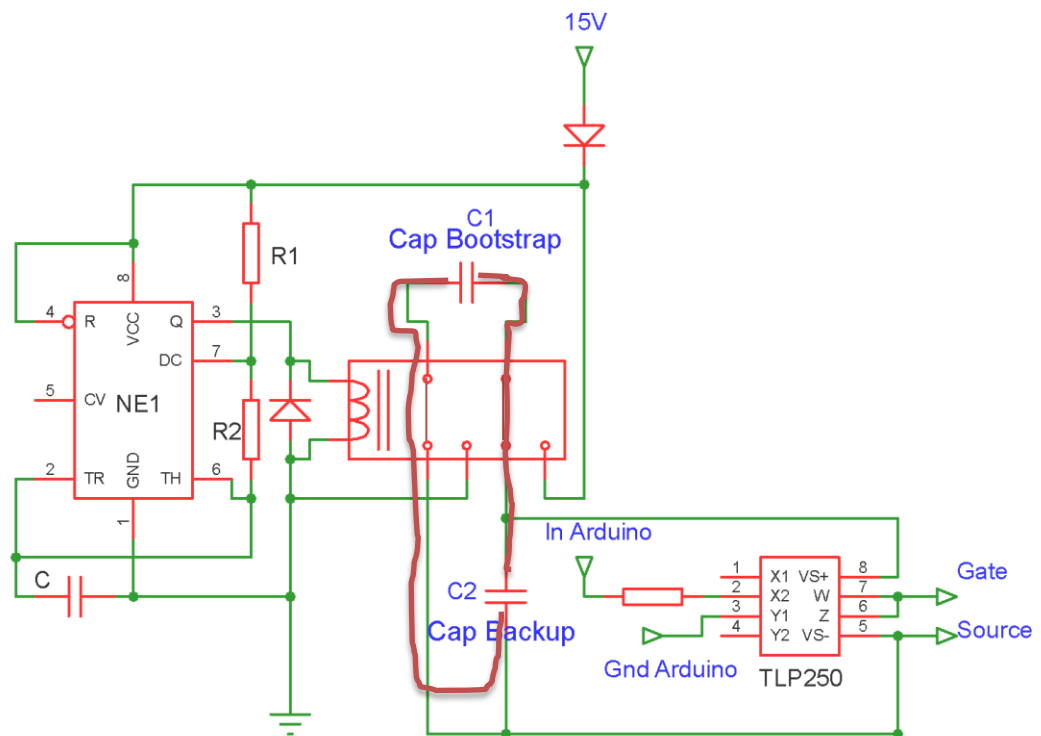 15V
C1
Cap Bootstrap
R1
8
4
R
VCC
Q
3
DC
7
5
CV
NE1
R2
2
TR
GND
TH
6
1
C
In Arduino
C2
Cap Backup
1
X1
VS+
8
Gate
2
X2
W
7
3
Y1
Z
6
4
Y2
VS-
5
Source
Gnd Arduino
TLP250